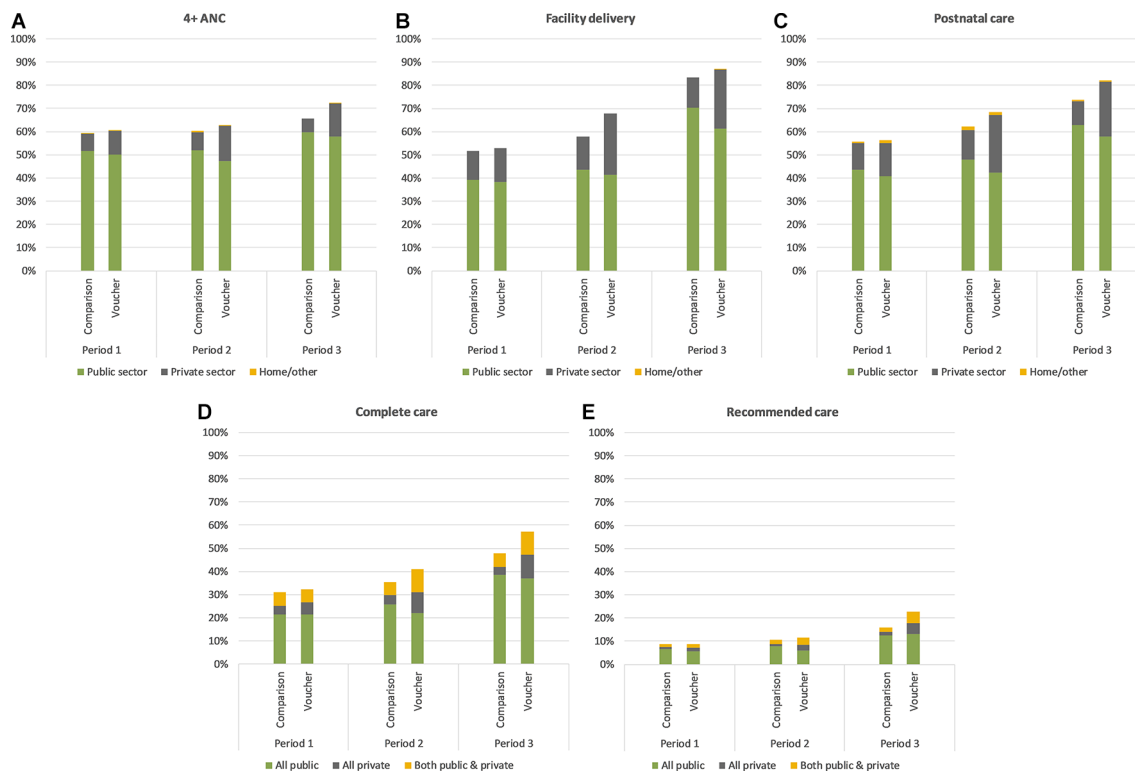 A
4+ ANC
100%
90%
80%
70%
60%
50%
40%
30%
20%
10%
0%
Comparison
Voucher
Comparison
Voucher
Comparison
Voucher
Period 1 Period 2 Period 3
Public sector Private sector Home/other
B
Facility delivery
100%
90%
80%
70%
60%
50%
40%
30%
20%
10%
0%
Comparison
Voucher
Comparison
Voucher
Comparison
Voucher
Period 1 Period 2 Period 3
Public sector Private sector Home/other
C
Postnatal care
100%
90%
80%
70%
60%
50%
40%
30%
20%
10%
0%
Comparison
Voucher
Comparison
Voucher
Comparison
Voucher
Period 1 Period 2 Period 3
Public sector Private sector Home/other
D
Complete care
100%
90%
80%
70%
60%
50%
40%
30%
20%
10%
0%
Comparison
Voucher
Comparison
Voucher
Comparison
Voucher
Period 1 Period 2 Period 3
All public All private Both public & private
E
Recommended care
100%
90%
80%
70%
60%
50%
40%
30%
20%
10%
0%
Comparison
Voucher
Comparison
Voucher
Comparison
Voucher
Period 1 Period 2 Period 3
All public All private Both public & private